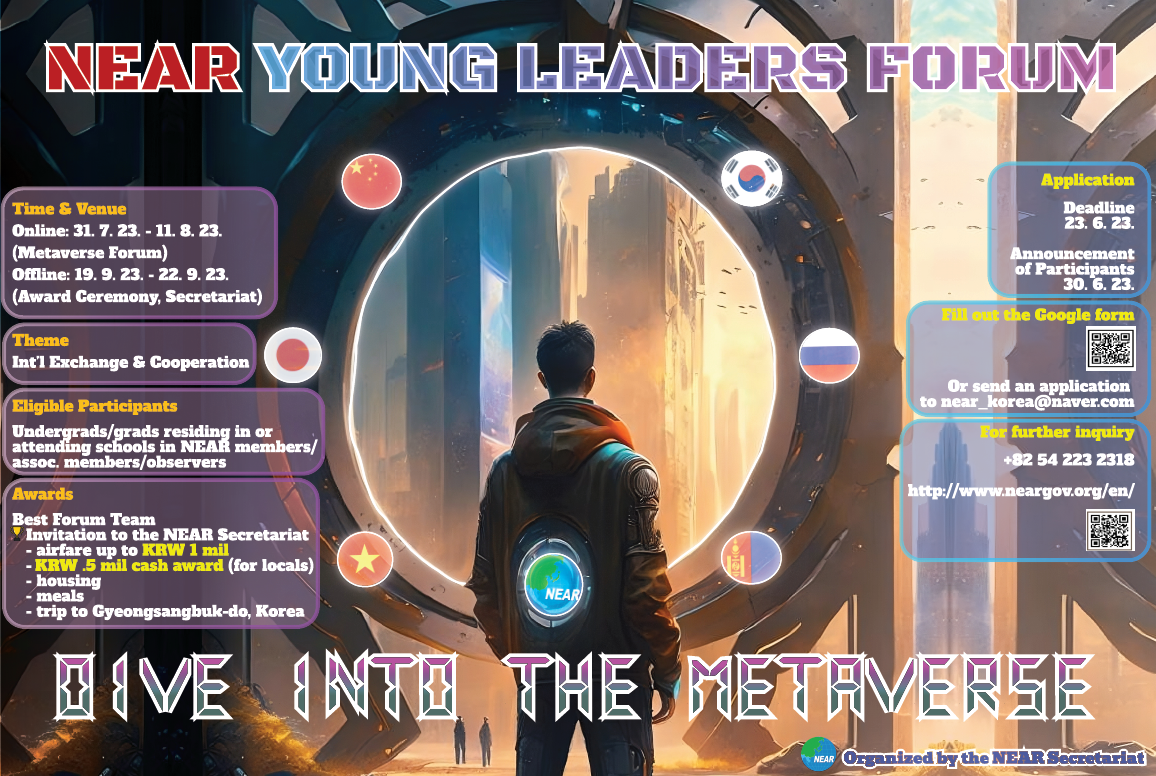 NEAR YOUNG LEADERS FORUM
Time & Venue
Online: 31. 7. 23. - 11. 8. 23.
(Metaverse Forum)
Offline: 19. 9. 23. - 22. 9. 23.
(Award Ceremony, Secretariat)
Theme
Int'l Exchange & Cooperation
Eligible Participants
Undergrads/grads residing in or
attending schools in NEAR members/
assoc. members/observers
Awards
Best Forum Team
Invitation to the NEAR Secretariat
- airfare up to KRW 1 mil
- KRW .5 mil cash award (for locals)
- housing
- meals
- trip to Gyeongsangbuk-do, Korea
Application
Deadline
23. 6. 23.
Announcement
of Participants
30. 6. 23.
Fill out the Google form
Or send an application
to near_korea@naver.com
For further inquiry
+82 54 223 2318
http://www.neargov.org/en/
NEAR
DIVE INTO THE METAVERSE
NEAR
Organized by the NEAR Secretariat